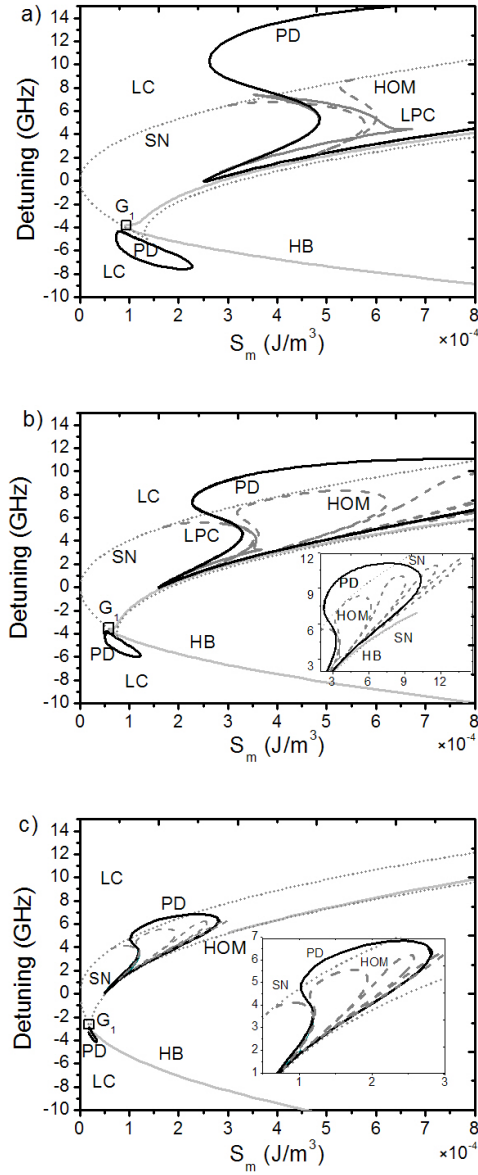 a)
14
12
10
8
6
4
2
0
-2
-4
-6
-8
-10
Detuning (GHz)
PD
LC
HOM
LPC
SN
G1
PD
LC
HB
0 1 2 3 4 5 6 7 8
Sm (J/m³)
×10⁻⁴
b)
14
12
10
8
6
4
2
0
-2
-4
-6
-8
-10
Detuning (GHz)
LC
PD
HOM
LPC
SN
G1
PD
LC
HB
12
9
6
3
PD
SN
HOM
SN
HB
3 6 9 12
0 1 2 3 4 5 6 7 8
Sm (J/m³)
×10⁻⁴
c)
14
12
10
8
6
4
2
0
-2
-4
-6
-8
-10
Detuning (GHz)
LC
PD
HOM
SN
G1
PD
LC
HB
7
6
5
4
3
2
1
PD
HOM
SN
1 2 3
0 1 2 3 4 5 6 7 8
Sm (J/m³)
×10⁻⁴